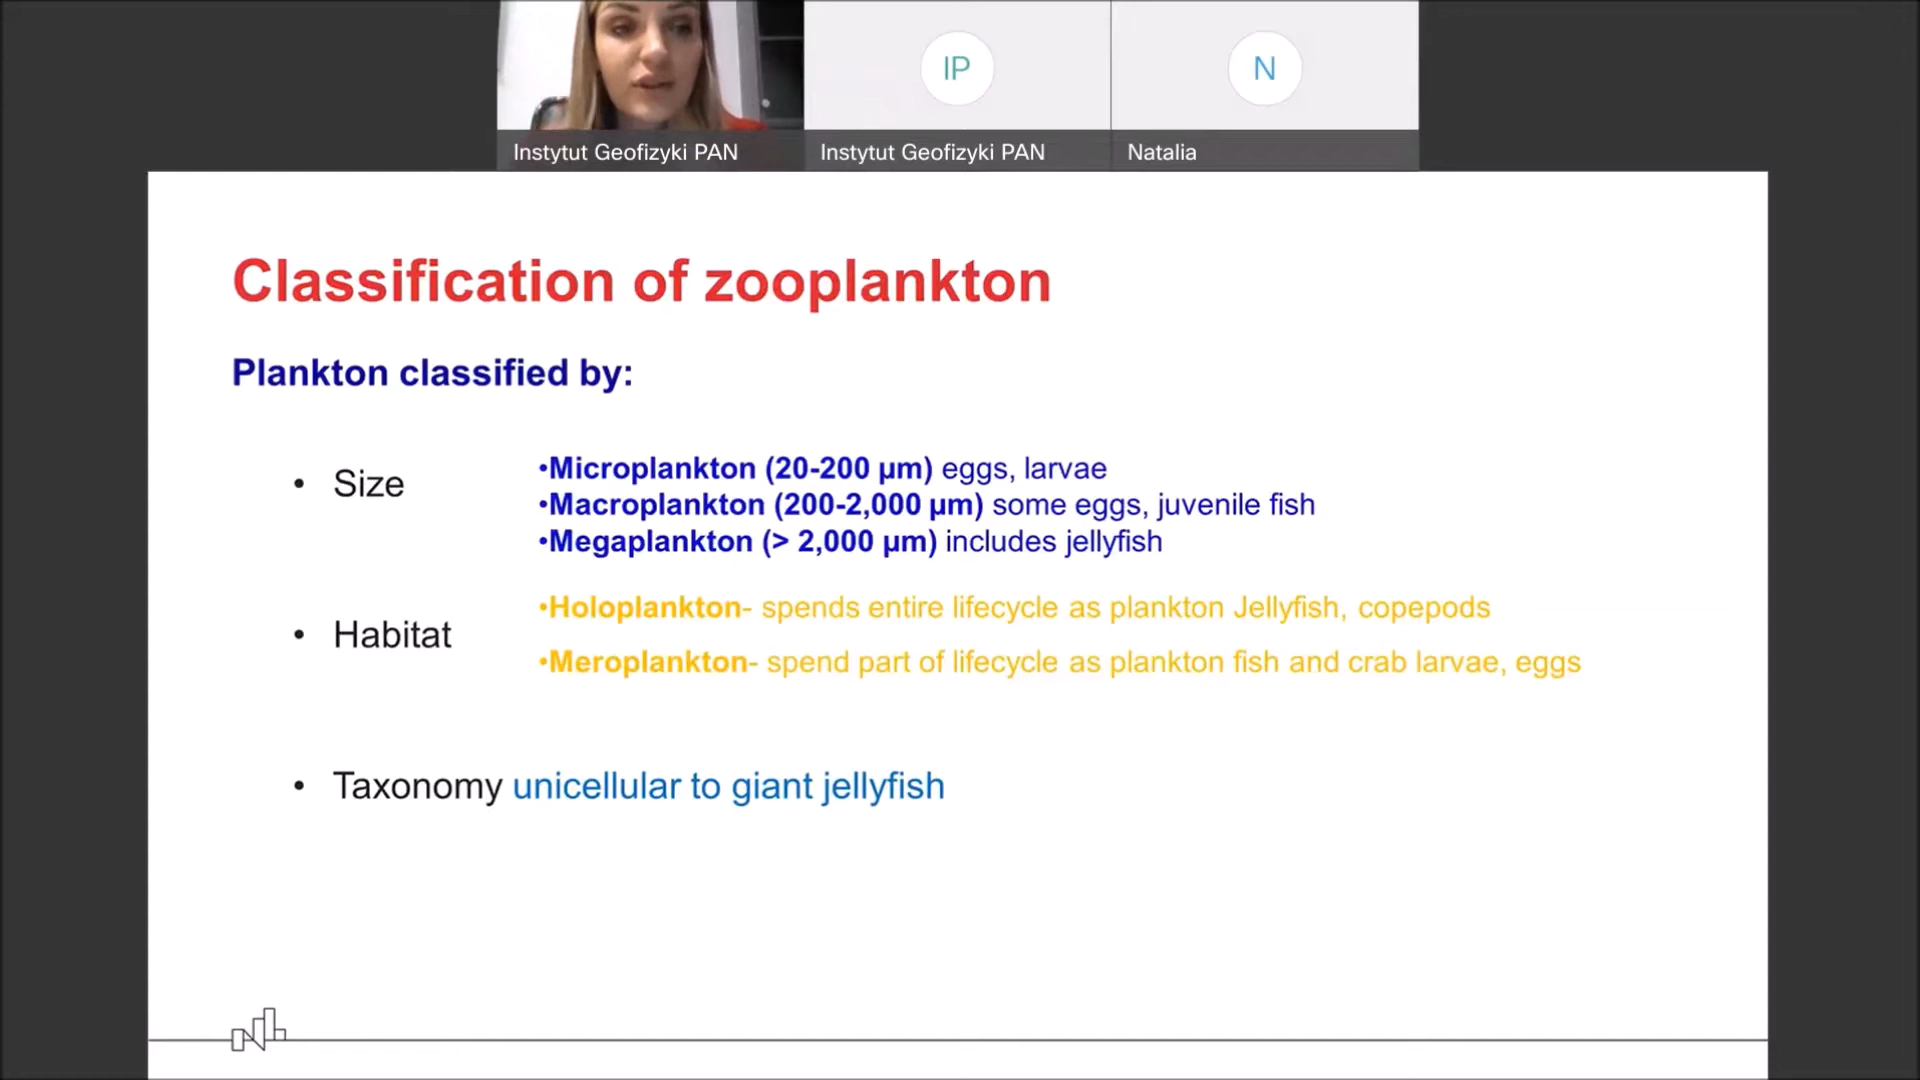 IP
N
Instytut Geofizyki PAN
Instytut Geofizyki PAN
Natalia
Classification of zooplankton
Plankton classified by:
• Size
•Microplankton (20-200 µm) eggs, larvae
•Macroplankton (200-2,000 µm) some eggs, juvenile fish
•Megaplankton (> 2,000 µm) includes jellyfish
• Habitat
•Holoplankton- spends entire lifecycle as plankton Jellyfish, copepods
•Meroplankton- spend part of lifecycle as plankton fish and crab larvae, eggs
• Taxonomy unicellular to giant jellyfish